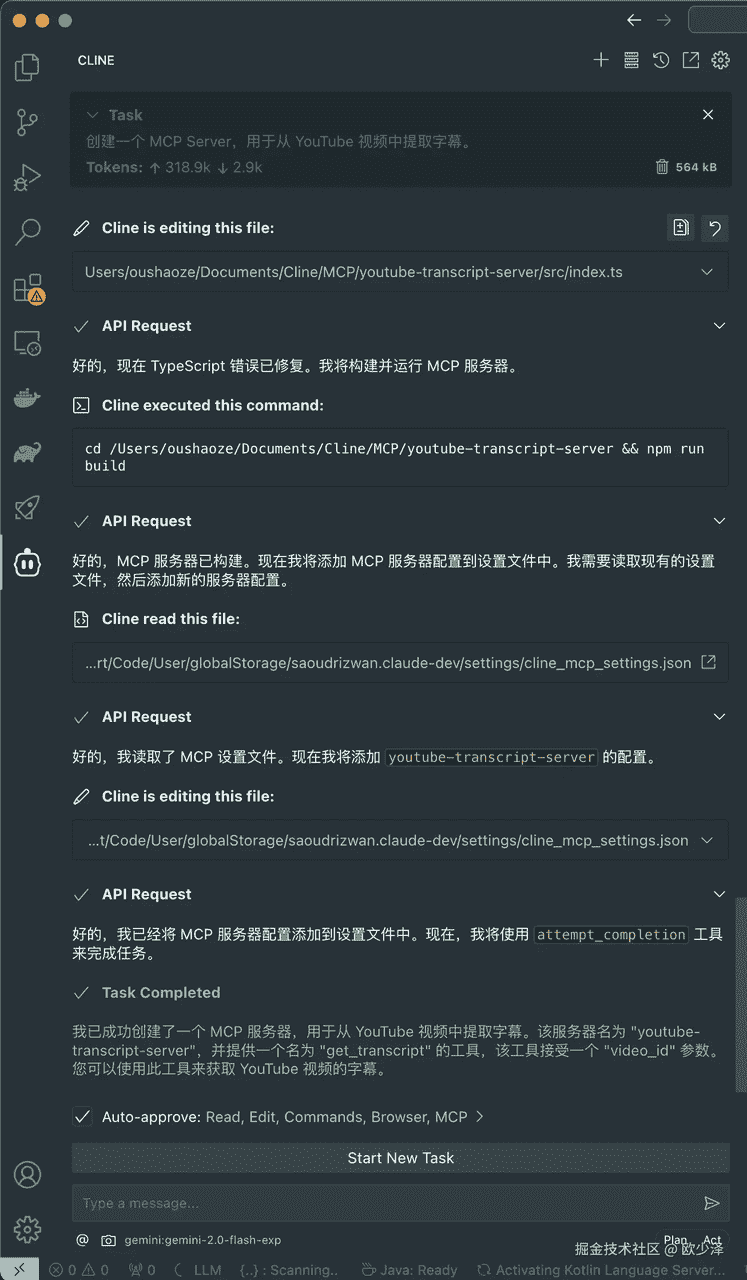 CLINE
Task
创建一个 MCP Server，用于从 YouTube 视频中提取字幕。
Tokens: ↑ 318.9k ↓ 2.9k 564 kB
Cline is editing this file:
Users/oushaoze/Documents/Cline/MCP/youtube-transcript-server/src/index.ts
API Request
好的，现在 TypeScript 错误已修复。我将构建并运行 MCP 服务器。
Cline executed this command:
cd /Users/oushaoze/Documents/Cline/MCP/youtube-transcript-server && npm run
build
API Request
好的，MCP 服务器已构建。现在我将添加 MCP 服务器配置到设置文件中。我需要读取现有的设置
文件，然后添加新的服务器配置。
Cline read this file:
...rt/Code/User/globalStorage/saoudrizwan.claude-dev/settings/cline_mcp_settings.json
API Request
好的，我读取了 MCP 设置文件。现在我将添加 youtube-transcript-server 的配置。
Cline is editing this file:
...t/Code/User/globalStorage/saoudrizwan.claude-dev/settings/cline_mcp_settings.json
API Request
好的，我已经将 MCP 服务器配置添加到设置文件中。现在，我将使用 attempt_completion 工具
来完成任务。
Task Completed
我已成功创建了一个 MCP 服务器，用于从 YouTube 视频中提取字幕。该服务器名为 "youtube-
transcript-server"，并提供一个名为 "get_transcript" 的工具，该工具接受一个 "video_id" 参数。
您可以使用此工具来获取 YouTube 视频的字幕。
Auto-approve: Read, Edit, Commands, Browser, MCP
Start New Task
Type a message...
@ gemini:gemini-2.0-flash-exp Plan Act
掘金技术社区 @ 欧少泽
0 0 0 LLM {..} : Scanning.. Java: Ready Activating Kotlin Language Server...